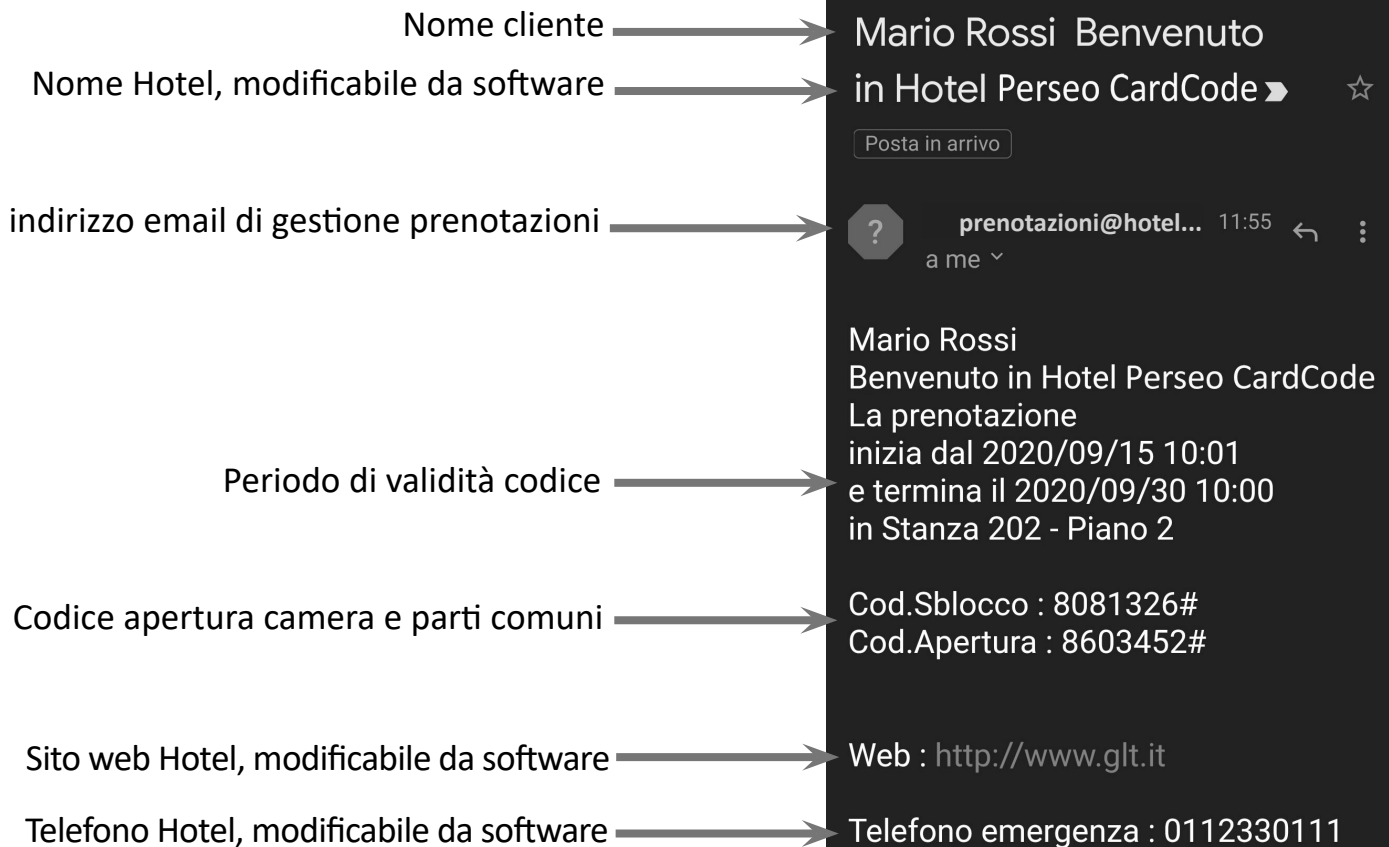 Nome cliente
Mario Rossi Benvenuto
Nome Hotel, modificabile da software
in Hotel Perseo CardCode
Posta in arrivo
indirizzo email di gestione prenotazioni
?
prenotazioni@hotel... 11:55
a me
Mario Rossi
Benvenuto in Hotel Perseo CardCode
La prenotazione
inizia dal 2020/09/15 10:01
Periodo di validità codice
e termina il 2020/09/30 10:00
in Stanza 202 - Piano 2
Codice apertura camera e parti comuni
Cod.Sblocco : 8081326#
Cod.Apertura : 8603452#
Sito web Hotel, modificabile da software
Web : http://www.glt.it
Telefono Hotel, modificabile da software
Telefono emergenza : 0112330111